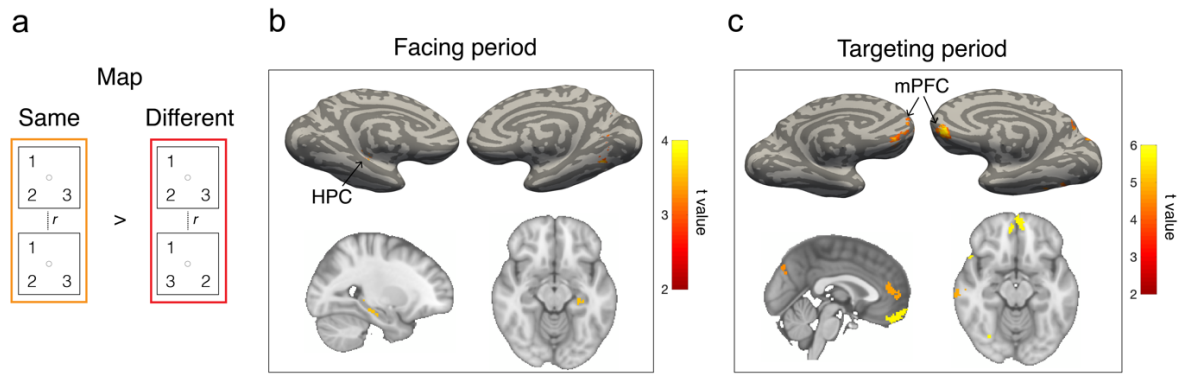 a
Map
Same
Different
1
2 3
r
2 3
1
>
1
2 3
r
1
3 2
b
Facing period
HPC
4
3
2
t value
c
Targeting period
mPFC
6
5
4
3
2
t value